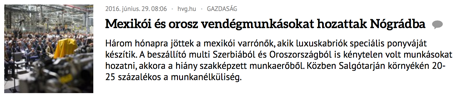 2016. június. 29. 08:06 · hvg.hu · GAZDASÁG
Mexikói és orosz vendégmunkásokat hozattak Nógrádba
Három hónapra jöttek a mexikói varrónők, akik luxuskabriók speciális ponyváját
készítik. A beszállító multi Szerbiából és Oroszországból is kénytelen volt munkásokat
hozatni, akkora a hiány szakképzett munkaerőből. Közben Salgótarján környékén 20-
25 százalékos a munkanélküliség.